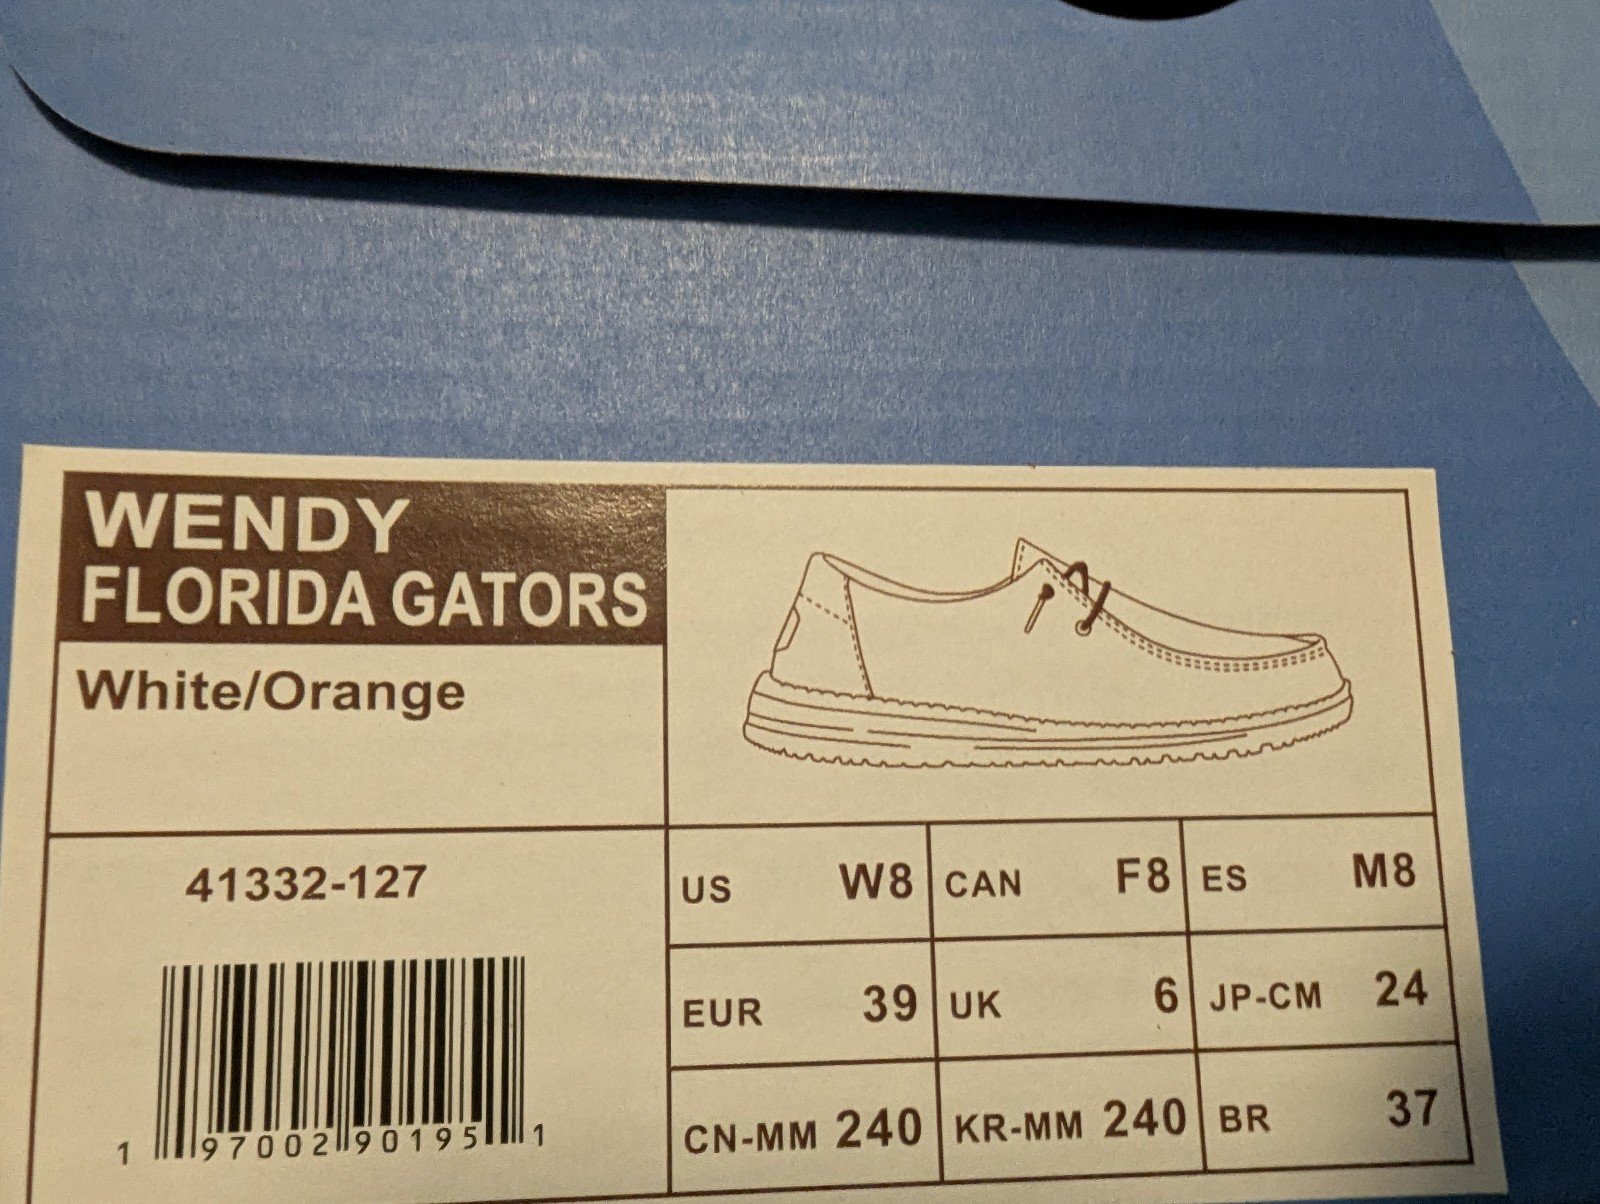 WENDY
FLORIDA GATORS
White/Orange
41332-127
1 97002 90195 1
US W8 CAN F8 ES M8
EUR 39 UK 6 JP-CM 24
CN-MM 240 KR-MM 240 BR 37